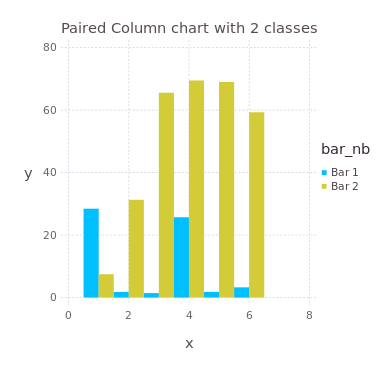 Paired Column chart with 2 classes
80
60
40
20
0
y
0 2 4 6 8
x
bar_nb
Bar 1
Bar 2